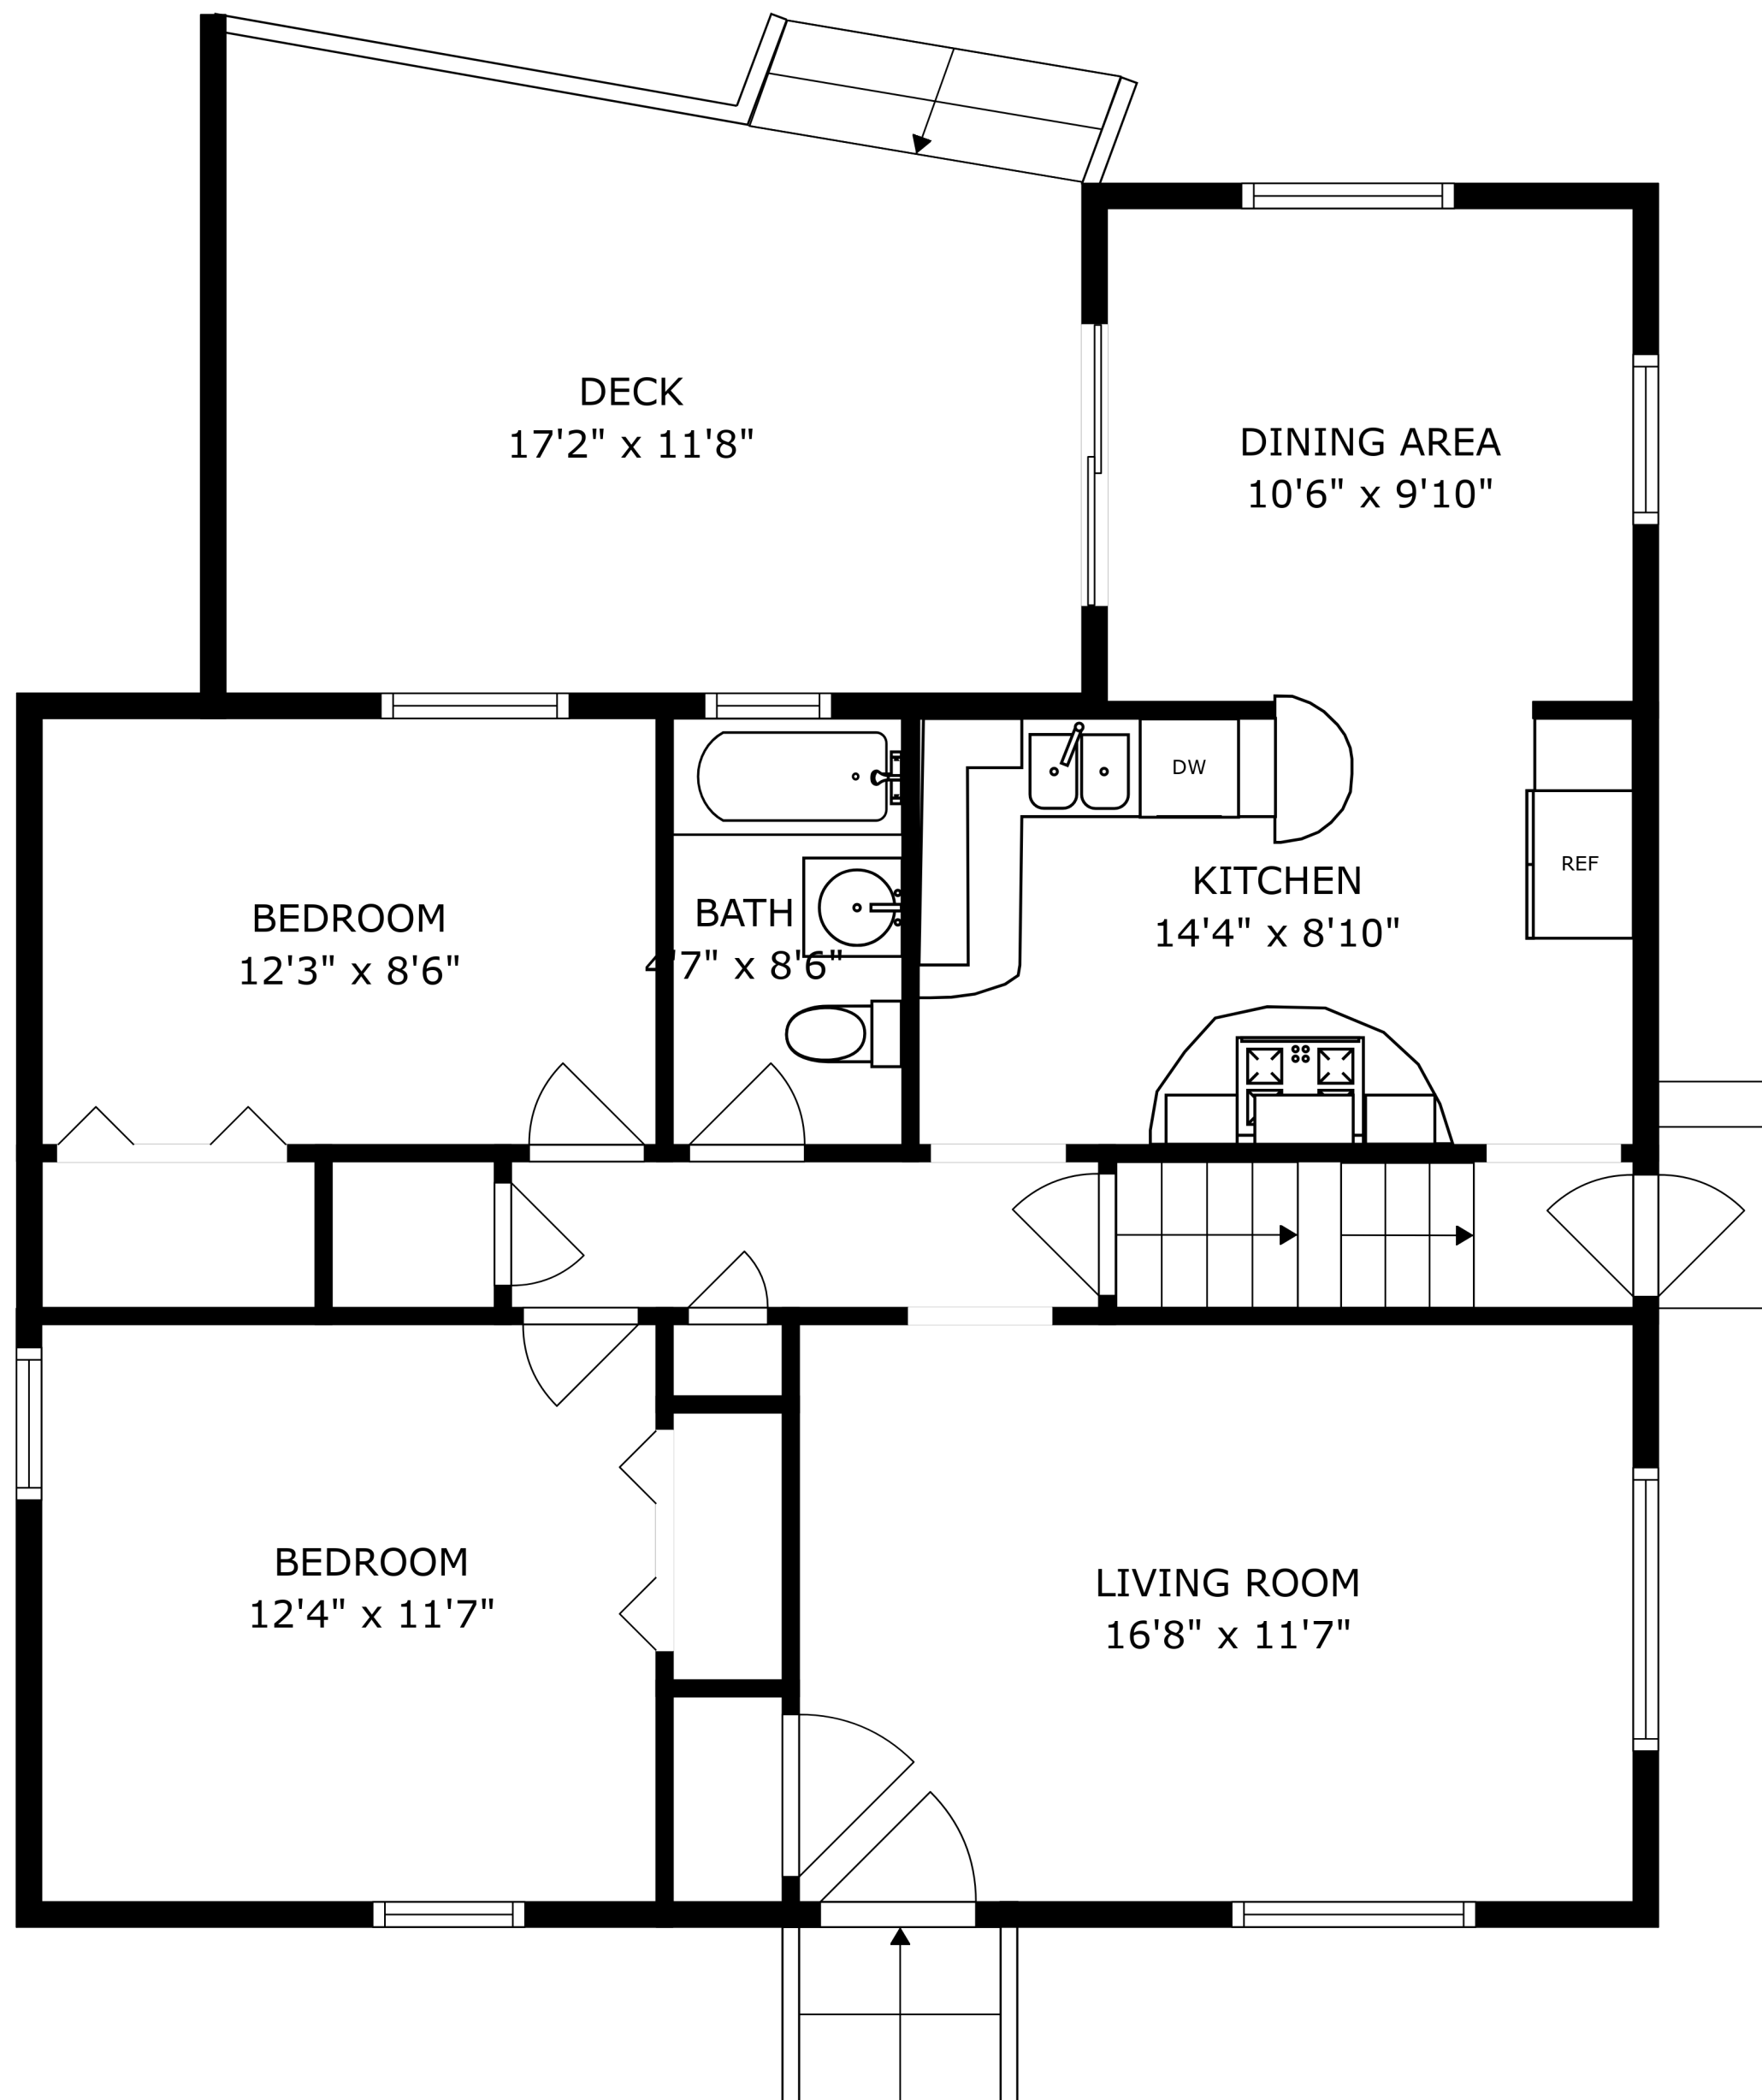 DECK
17'2" x 11'8"
DINING AREA
10'6" x 9'10"
DW
REF
KITCHEN
14'4" x 8'10"
BEDROOM
12'3" x 8'6"
BATH
4'7" x 8'6"
BEDROOM
12'4" x 11'7"
LIVING ROOM
16'8" x 11'7"